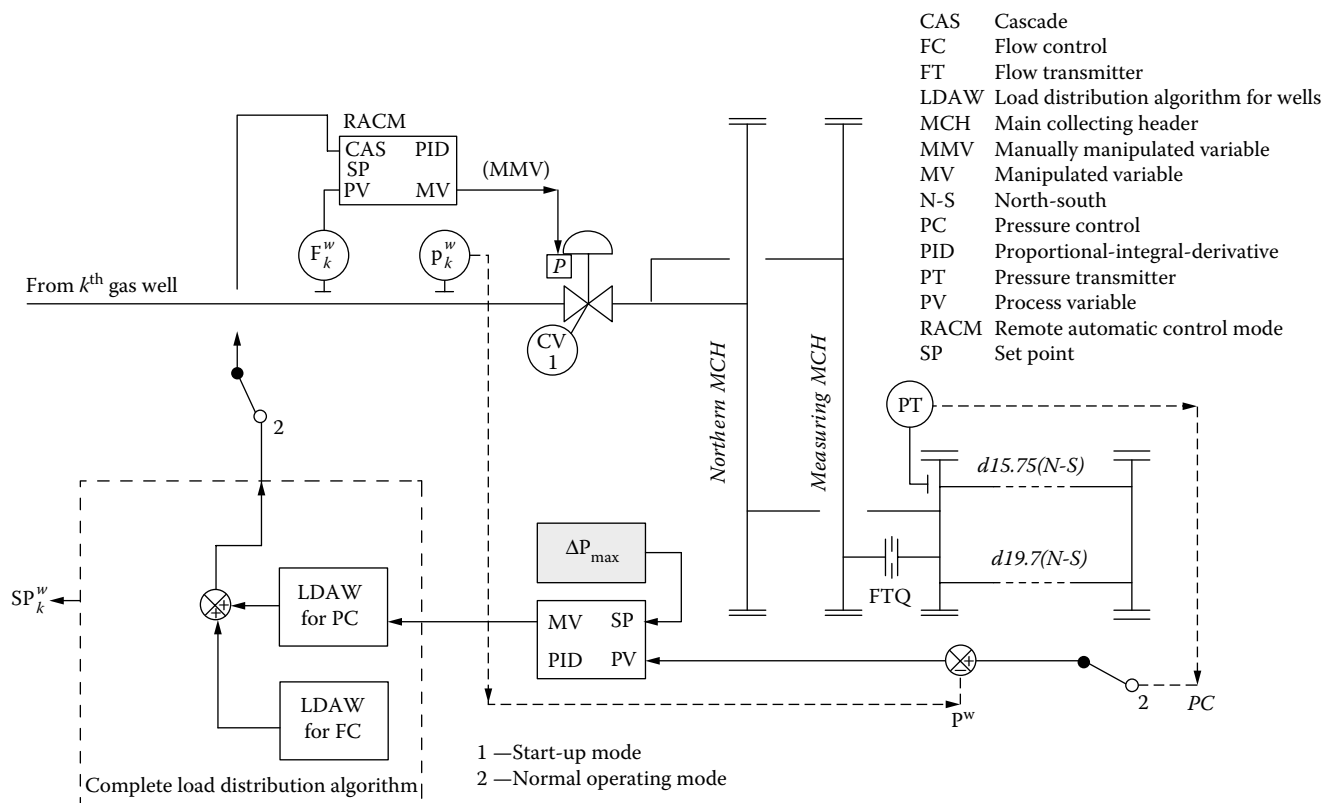 CAS Cascade
FC Flow control
FT Flow transmitter
LDAW Load distribution algorithm for wells
MCH Main collecting header
MMV Manually manipulated variable
MV Manipulated variable
N-S North-south
PC Pressure control
PID Proportional-integral-derivative
PT Pressure transmitter
PV Process variable
RACM Remote automatic control mode
SP Set point
RACM
CAS PID
SP
PV MV
(MMV)
F_k^w
p_k^w
P
From k^th gas well
CV
1
Northern MCH
Measuring MCH
PT
2
d15.75(N-S)
d19.7(N-S)
FTQ
ΔP_max
SP_k^w
LDAW
for PC
MV SP
PID PV
LDAW
for FC
P^w
2
PC
1 —Start-up mode
2 —Normal operating mode
Complete load distribution algorithm